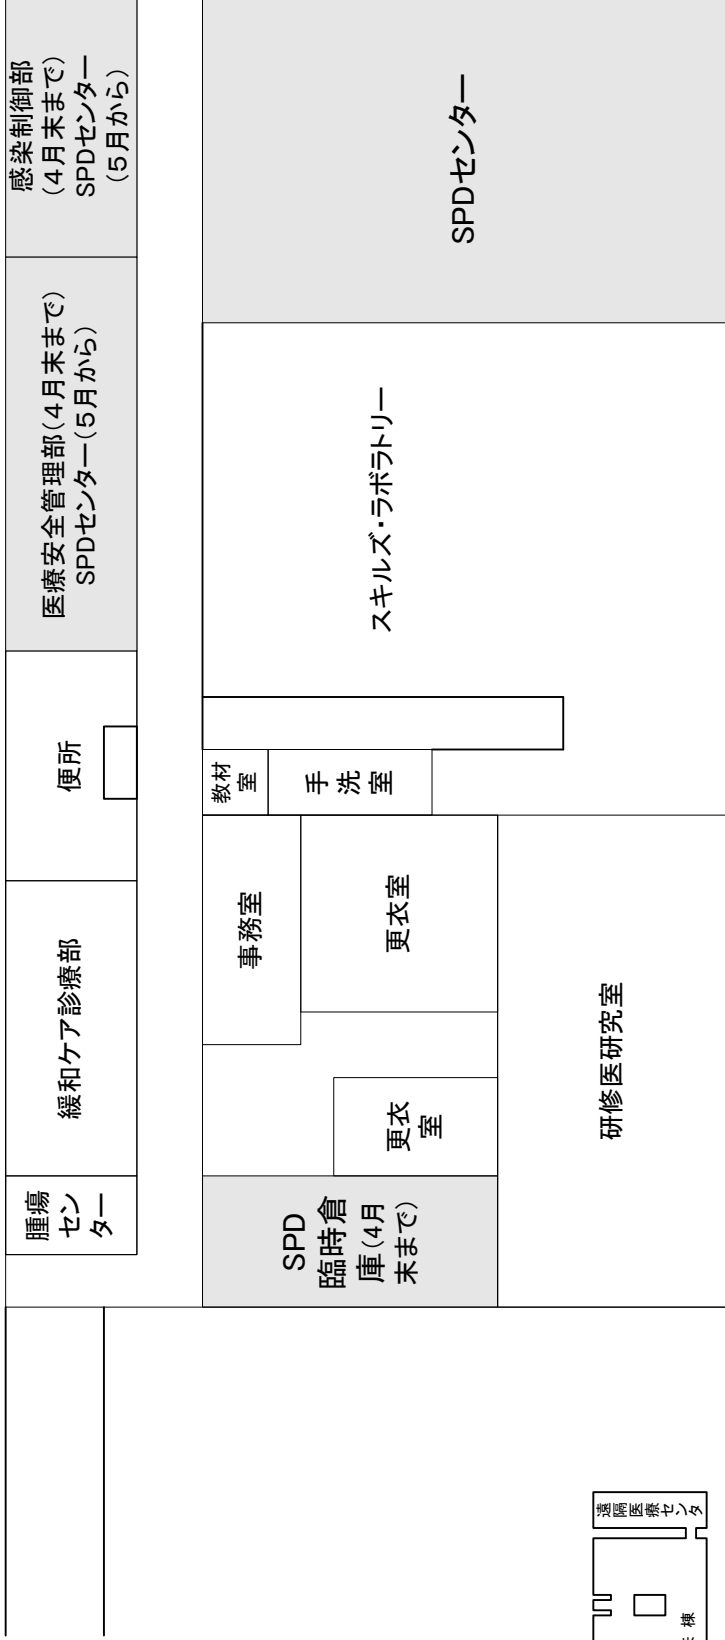 感染制御部
(4月末まで)
SPDセンター
(5月から)
医療安全管理部(4月末まで)
SPDセンター(5月から)
便所
緩和ケア診療部
腫瘍
セン
ター
SPDセンター
スキルズ・ラボラトリー
教材
室
手洗室
事務室
更衣室
更衣
室
SPD
臨時倉
庫(4月
末まで)
研修医研究室
遠隔医療センタ
棟